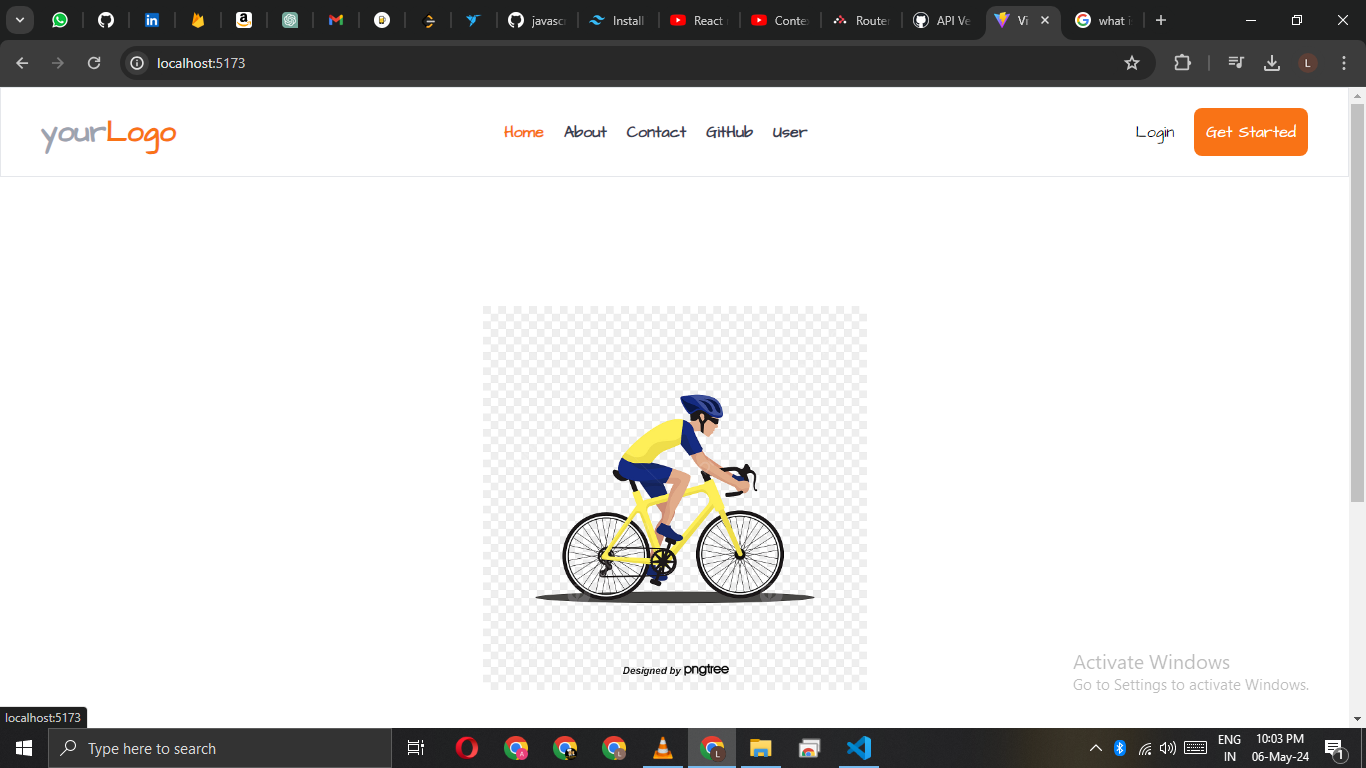 javasc
Install
React
Conte
Router
API Ve
Vi
what i
localhost:5173
L
yourLogo
Home About Contact GitHub User
Login
Get Started
Designed by pngtree
Activate Windows
Go to Settings to activate Windows.
localhost:5173
Type here to search
ENG
IN
10:03 PM
06-May-24
1